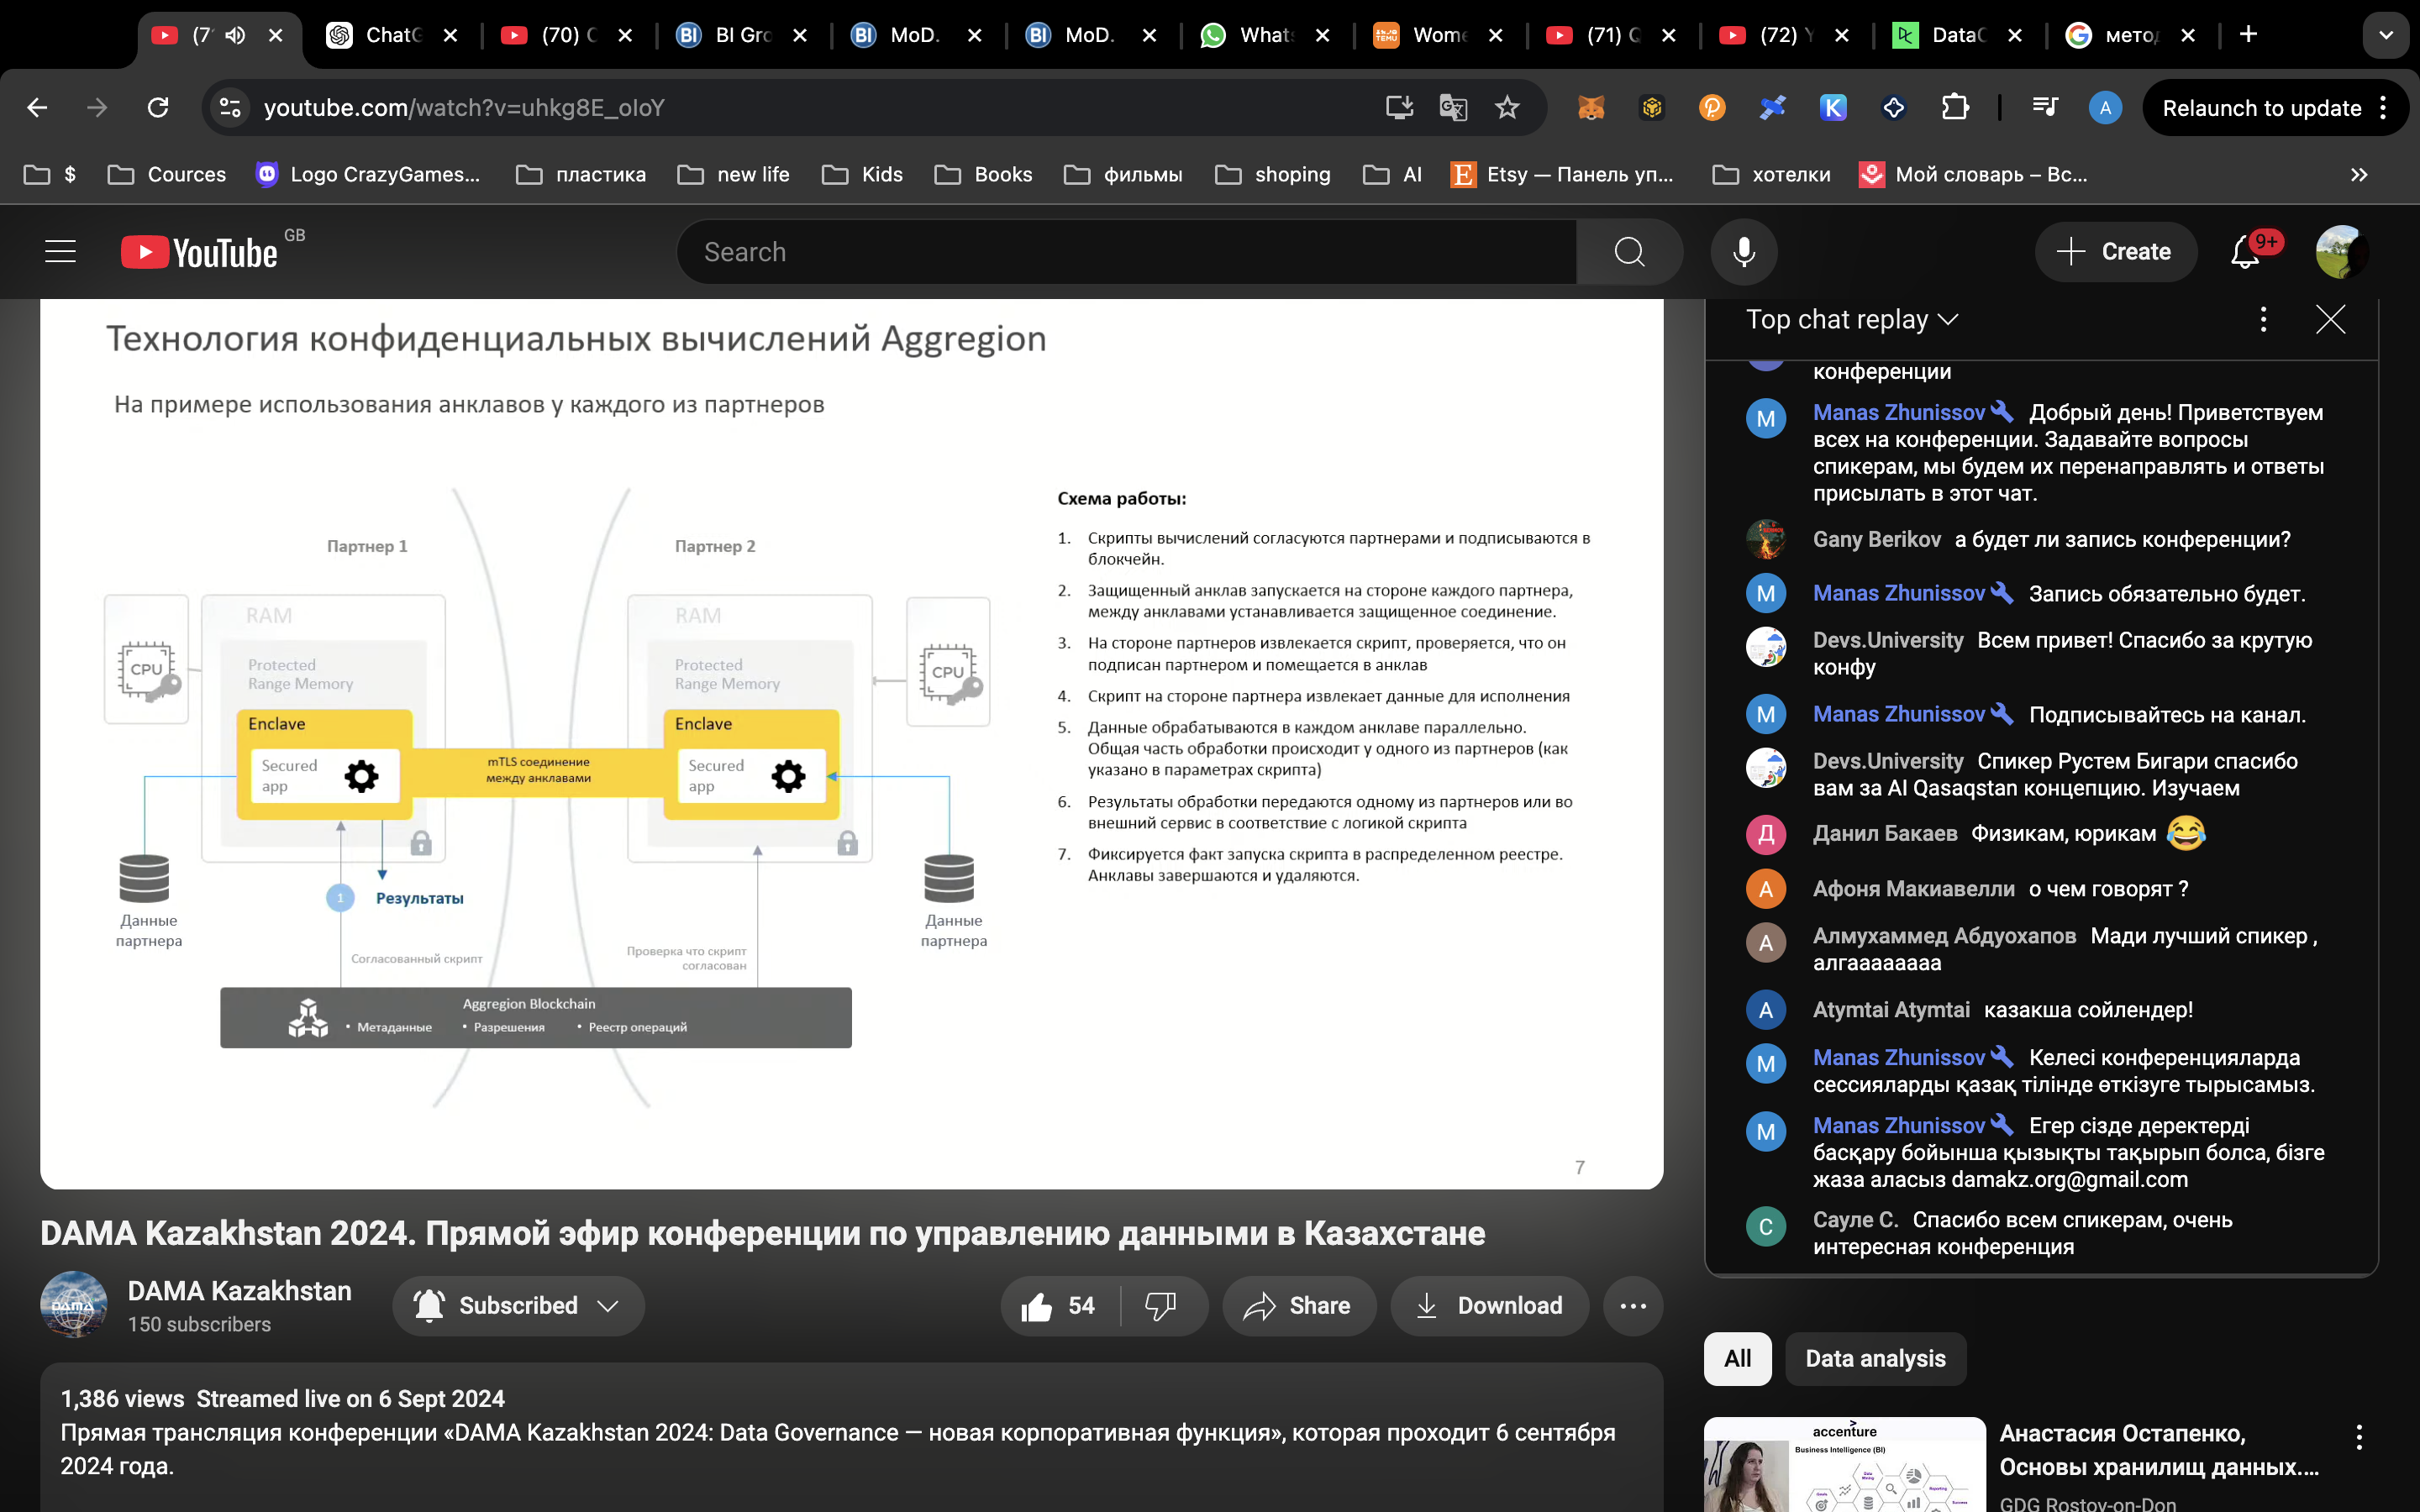 (7
ChatG
(70) C
BI Gro
MoD.
MoD.
What
Wome
(71) Q
(72) Y
DataC
мето
youtube.com/watch?v=uhkg8E_oIoY
Relaunch to update
$
Cources
Logo CrazyGames...
пластика
new life
Kids
Books
фильмы
shoping
AI
Etsy — Панель уп...
хотелки
Мой словарь – Вс...
YouTube GB
Search
Create
9+
Технология конфиденциальных вычислений Aggregion
На примере использования анклавов у каждого из партнеров
Партнер 1
Партнер 2
CPU
RAM
Protected
Range Memory
Enclave
Secured
app
mTLS соединение
между анклавами
RAM
Protected
Range Memory
Enclave
Secured
app
CPU
Данные
партнера
1
Результаты
Согласованный скрипт
Проверка что скрипт
согласован
Данные
партнера
Aggregion Blockchain
• Метаданные • Разрешения • Реестр операций
Схема работы:
1. Скрипты вычислений согласуются партнерами и подписываются в
блокчейн.
2. Защищенный анклав запускается на стороне каждого партнера,
между анклавами устанавливается защищенное соединение.
3. На стороне партнеров извлекается скрипт, проверяется, что он
подписан партнером и помещается в анклав
4. Скрипт на стороне партнера извлекает данные для исполнения
5. Данные обрабатываются в каждом анклаве параллельно.
Общая часть обработки происходит у одного из партнеров (как
указано в параметрах скрипта)
6. Результаты обработки передаются одному из партнеров или во
внешний сервис в соответствие с логикой скрипта
7. Фиксируется факт запуска скрипта в распределенном реестре.
Анклавы завершаются и удаляются.
7
DAMA Kazakhstan 2024. Прямой эфир конференции по управлению данными в Казахстане
DAMA
DAMA Kazakhstan
150 subscribers
Subscribed
54
Share
Download
1,386 views Streamed live on 6 Sept 2024
Прямая трансляция конференции «DAMA Kazakhstan 2024: Data Governance — новая корпоративная функция», которая проходит 6 сентября
2024 года.
Top chat replay
конференции
M Manas Zhunissov Добрый день! Приветствуем
всех на конференции. Задавайте вопросы
спикерам, мы будем их перенаправлять и ответы
присылать в этот чат.
Gany Berikov а будет ли запись конференции?
M Manas Zhunissov Запись обязательно будет.
Devs.University Всем привет! Спасибо за крутую
конфу
M Manas Zhunissov Подписывайтесь на канал.
Devs.University Спикер Рустем Бигари спасибо
вам за AI Qasaqstan концепцию. Изучаем
Д Данил Бакаев Физикам, юрикам 😂
А Афоня Макиавелли о чем говорят ?
А Алмухаммед Абдуохапов Мади лучший спикер ,
алгааааааааа
A Atymtai Atymtai казакша сойлендер!
M Manas Zhunissov Келесі конференцияларда
сессияларды қазақ тілінде өткізуге тырысамыз.
M Manas Zhunissov Егер сізде деректерді
басқару бойынша қызықты тақырып болса, бізге
жаза аласыз damakz.org@gmail.com
С Сауле С. Спасибо всем спикерам, очень
интересная конференция
All
Data analysis
accenture
Business Intelligence (BI)
Анастасия Остапенко,
Основы хранилищ данных....
GDG Rostov-on-Don